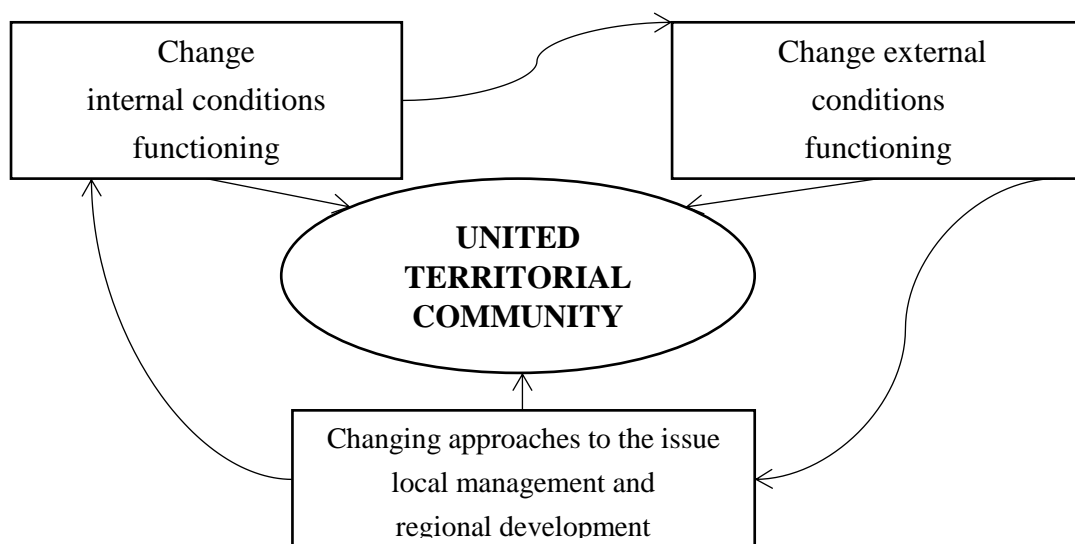 Change
internal conditions
functioning
Change external
conditions
functioning
UNITED
TERRITORIAL
COMMUNITY
Changing approaches to the issue
local management and
regional development